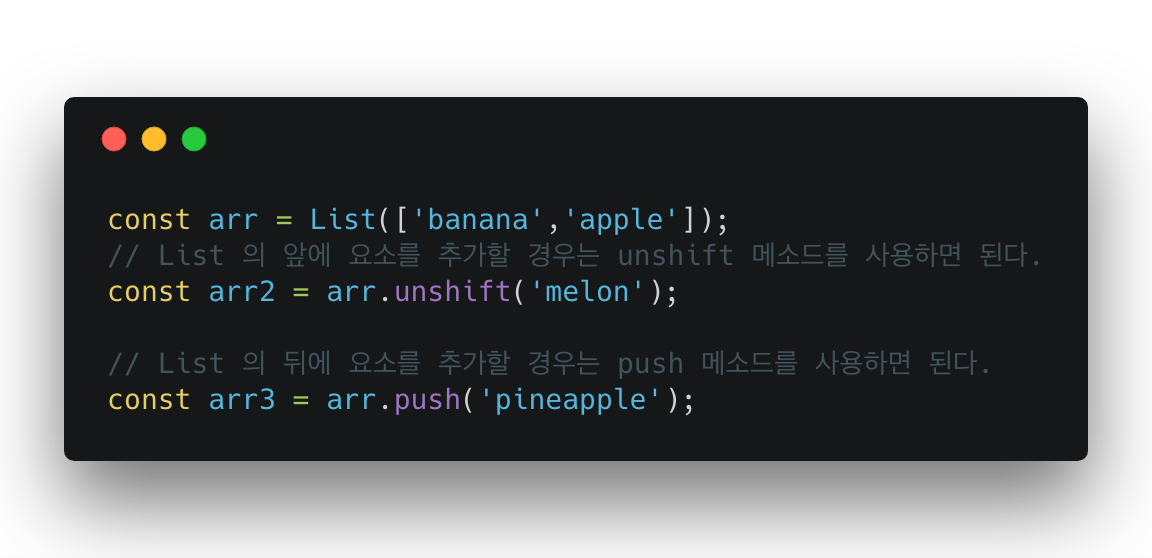 const arr = List(['banana','apple']);
// List 의 앞에 요소를 추가할 경우는 unshift 메소드를 사용하면 된다.
const arr2 = arr.unshift('melon');
// List 의 뒤에 요소를 추가할 경우는 push 메소드를 사용하면 된다.
const arr3 = arr.push('pineapple');